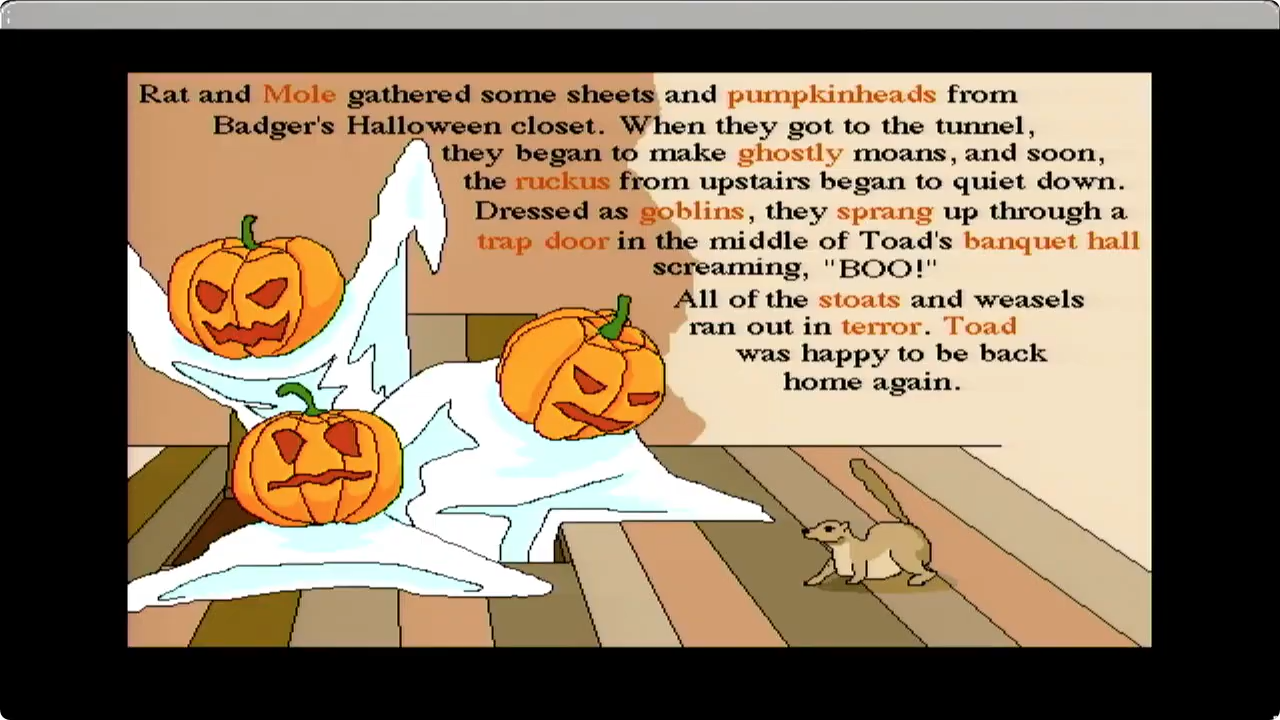 Rat and Mole gathered some sheets and pumpkinheads from
Badger's Halloween closet. When they got to the tunnel,
they began to make ghostly moans, and soon,
the ruckus from upstairs began to quiet down.
Dressed as goblins, they sprang up through a
trap door in the middle of Toad's banquet hall
screaming, "BOO!"
All of the stoats and weasels
ran out in terror. Toad
was happy to be back
home again.